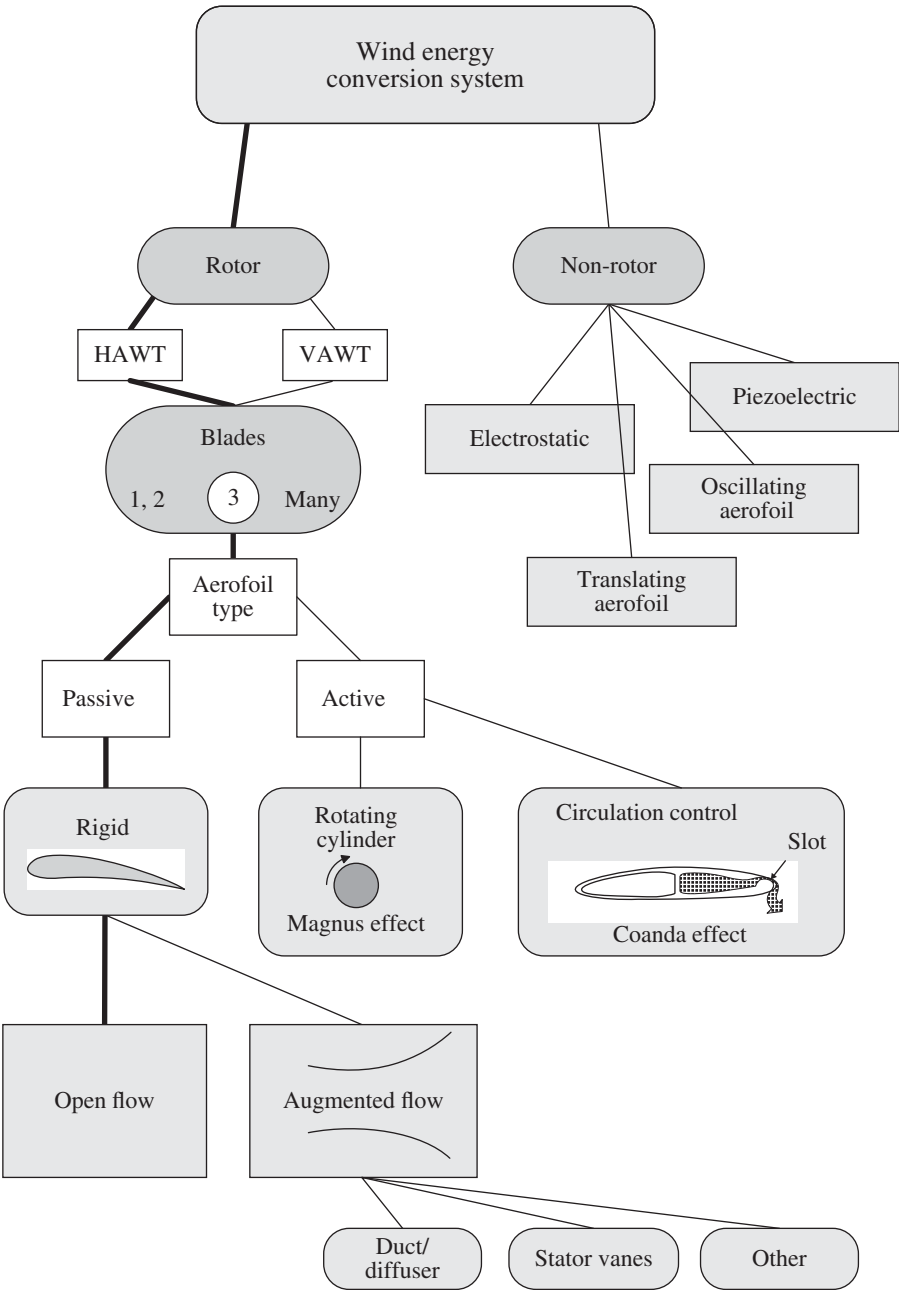 Wind energy
conversion system
Rotor
Non-rotor
HAWT
VAWT
Piezoelectric
Electrostatic
Blades
1, 2
3
Many
Oscillating
aerofoil
Translating
aerofoil
Aerofoil
type
Passive
Active
Rigid
Rotating
cylinder
Magnus effect
Circulation control
Slot
Coanda effect
Open flow
Augmented flow
Duct/
diffuser
Stator vanes
Other